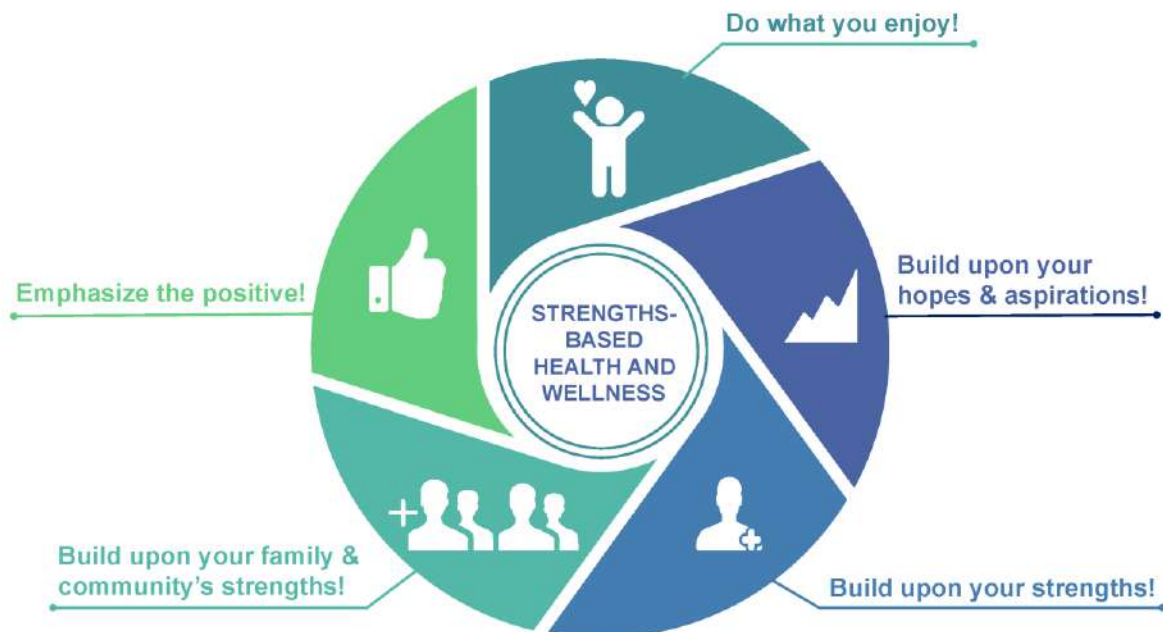 Do what you enjoy!
Build upon your
hopes & aspirations!
Emphasize the positive!
STRENGTHS-
BASED
HEALTH AND
WELLNESS
Build upon your family &
community's strengths!
Build upon your strengths!